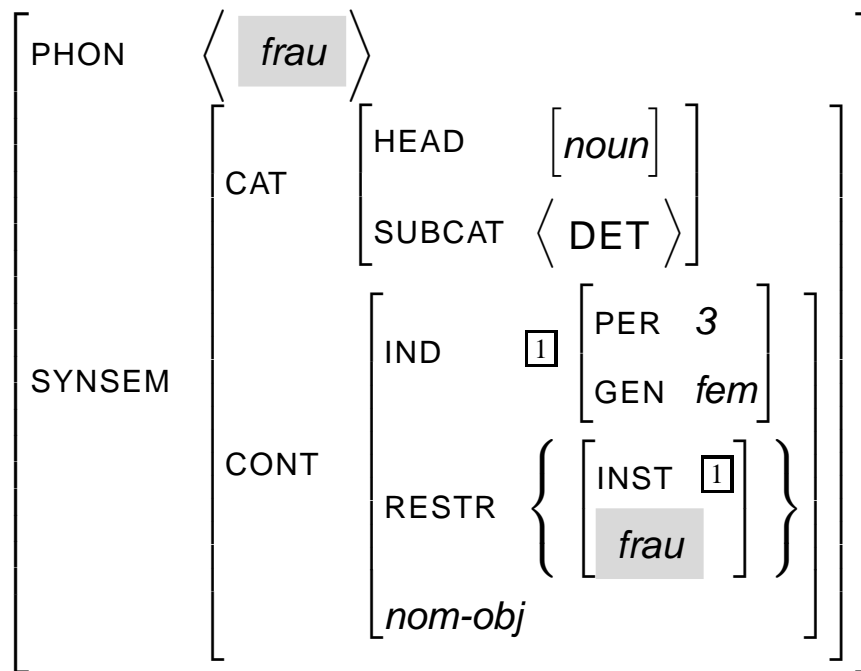 PHON ⟨ frau ⟩
CAT
HEAD [noun]
SUBCAT ⟨ DET ⟩
SYNSEM
CONT
IND 1
PER 3
GEN fem
RESTR
INST 1
frau
nom-obj